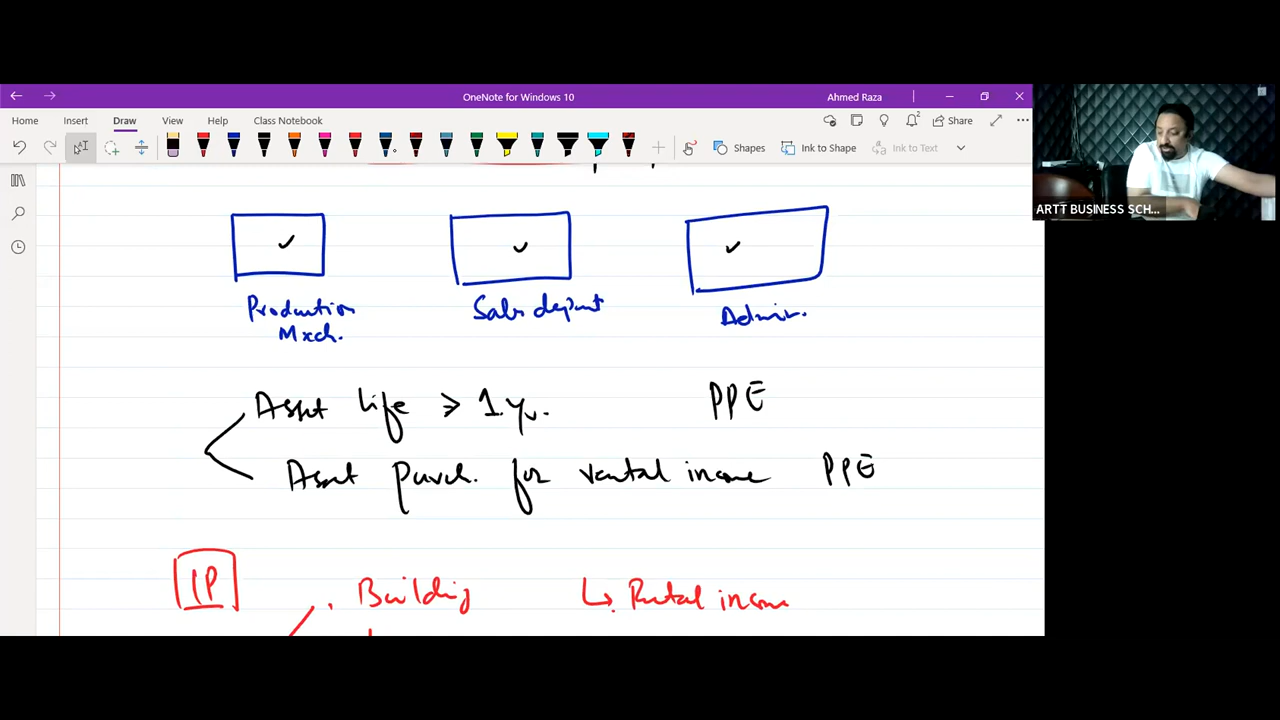 OneNote for Windows 10
Ahmed Raza
Home Insert Draw View Help Class Notebook
Share
Shapes Ink to Shape Ink to Text
ARTT BUSINESS SCH...
Production Sales depart Admin.
Mach.
Asset life ≥ 1 yr. PPE
Asset purch. for rental income PPE
IP
. Building ↳ Rental income